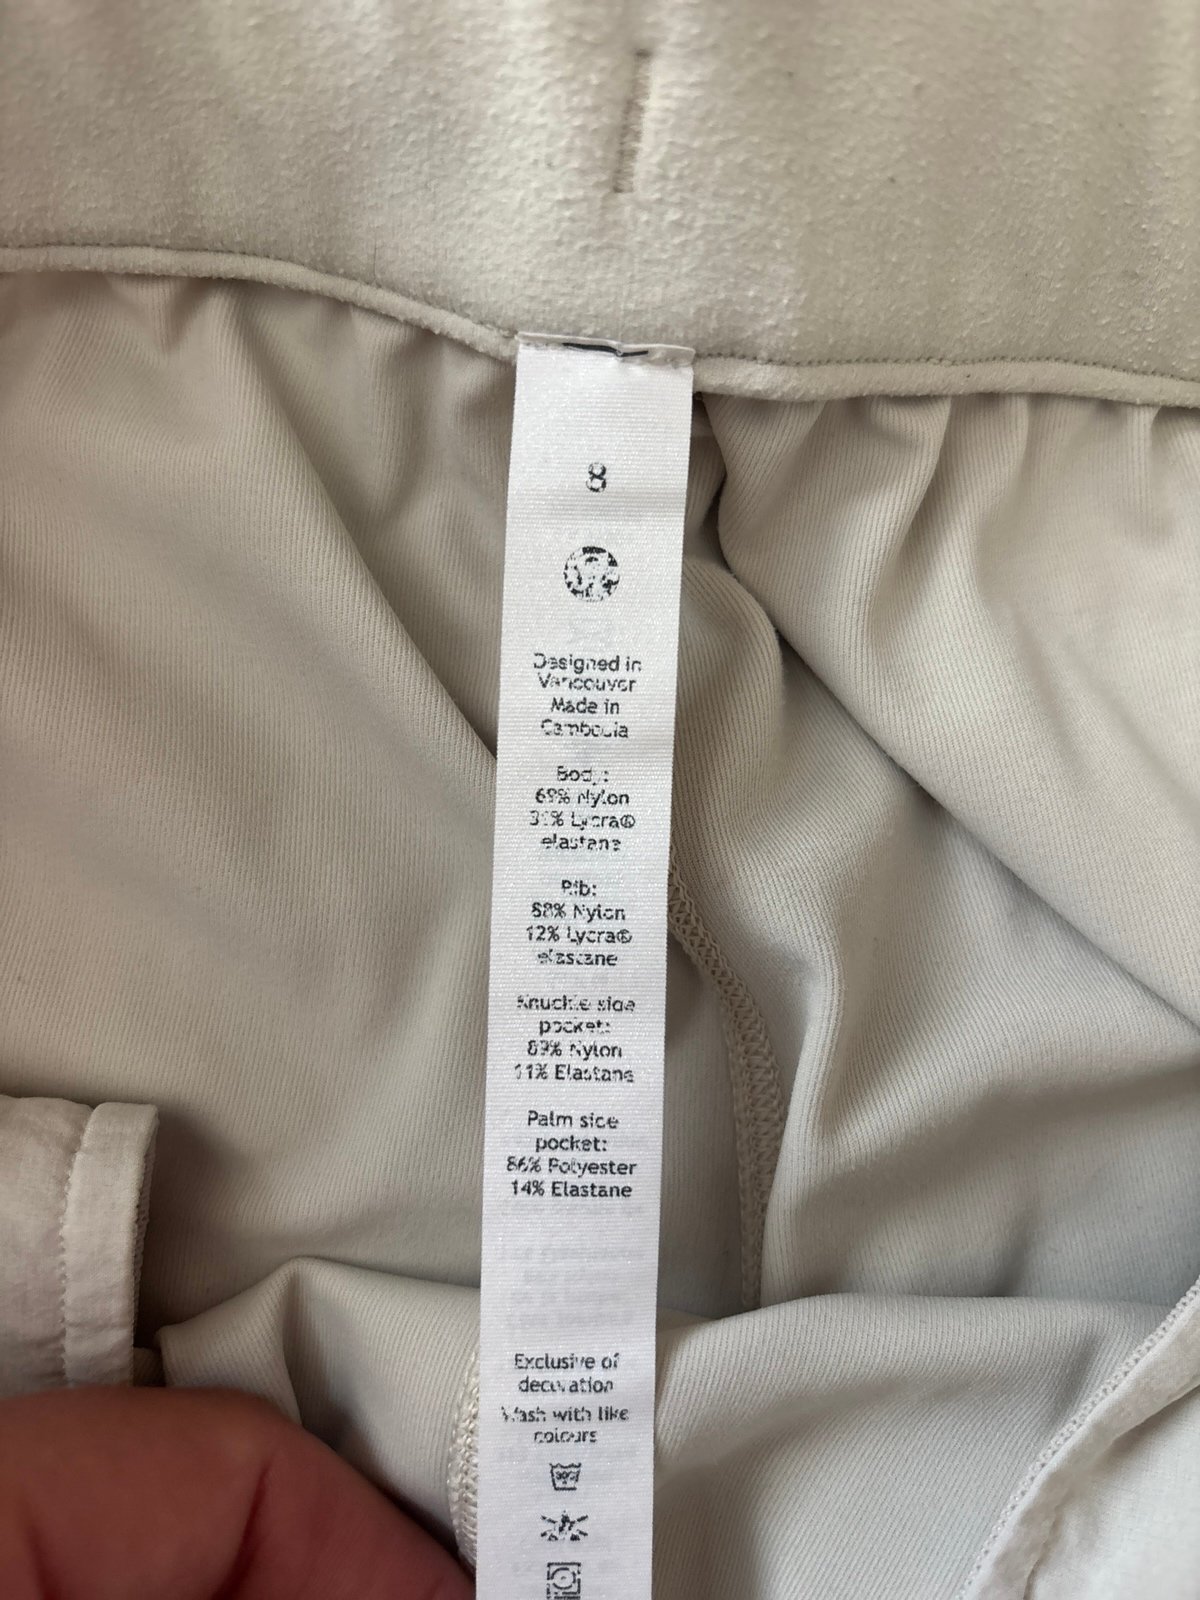 8
Designed in
Vancouver
Made in
Cambodia
Body:
69% Nylon
31% Lycra®
elastane
Rib:
88% Nylon
12% Lycra®
elastane
Knuckle side
pocket:
89% Nylon
11% Elastane
Palm side
pocket:
86% Polyester
14% Elastane
Exclusive of
decoration
Wash with like
colours
30°